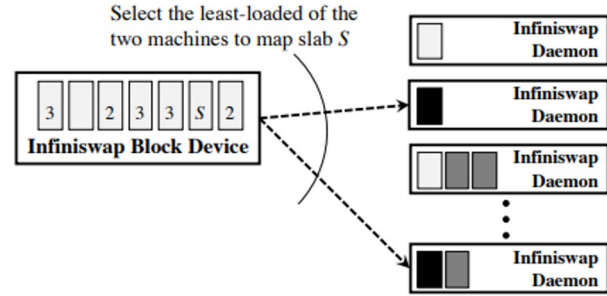 Select the least-loaded of the
two machines to map slab S
3 2 3 3 S 2
Infiniswap Block Device
Infiniswap
Daemon
Infiniswap
Daemon
Infiniswap
Daemon
Infiniswap
Daemon